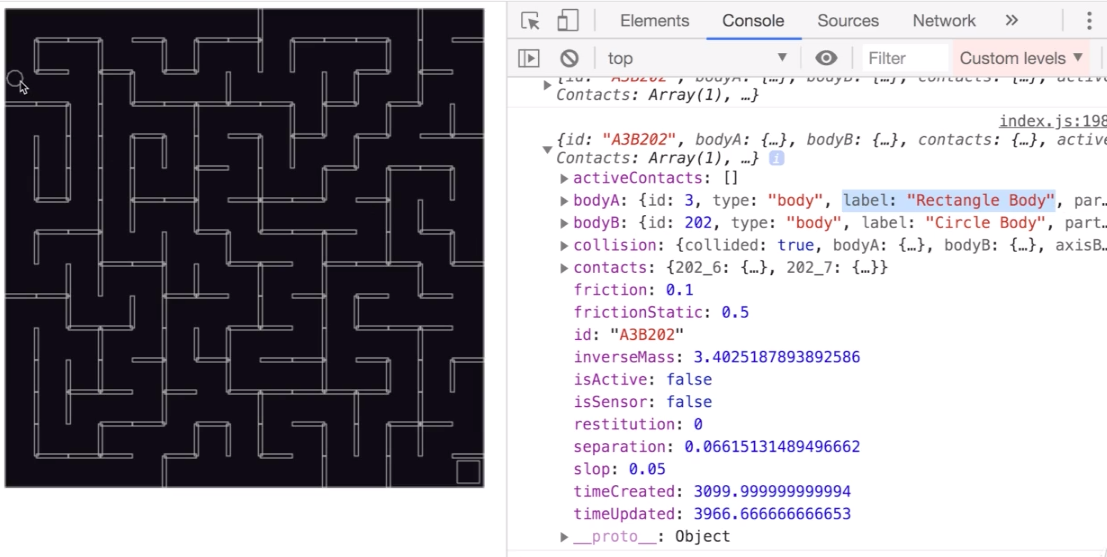 Elements Console Sources Network »
top Filter Custom levels
{id: "A3B202", bodyA: {…}, bodyB: {…}, contacts: {…}, active
Contacts: Array(1), …}
index.js:198
{id: "A3B202", bodyA: {…}, bodyB: {…}, contacts: {…}, active
Contacts: Array(1), …} i
activeContacts: []
bodyA: {id: 3, type: "body", label: "Rectangle Body", par…
bodyB: {id: 202, type: "body", label: "Circle Body", part…
collision: {collided: true, bodyA: {…}, bodyB: {…}, axisB…
contacts: {202_6: {…}, 202_7: {…}}
friction: 0.1
frictionStatic: 0.5
id: "A3B202"
inverseMass: 3.4025187893892586
isActive: false
isSensor: false
restitution: 0
separation: 0.06615131489496662
slop: 0.05
timeCreated: 3099.999999999994
timeUpdated: 3966.666666666653
__proto__: Object